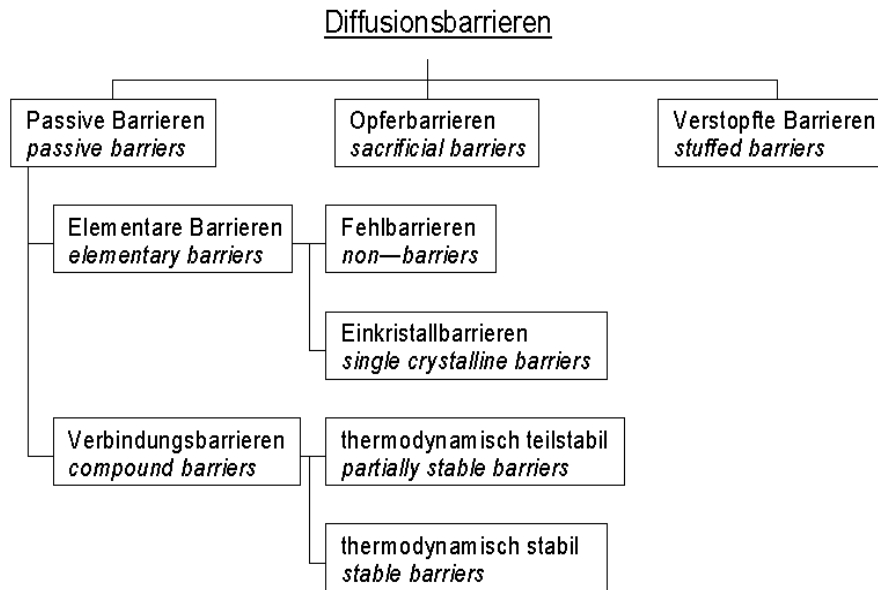 Diffusionsbarrieren
Passive Barrieren
passive barriers
Opferbarrieren
sacrificial barriers
Verstopfte Barrieren
stuffed barriers
Elementare Barrieren
elementary barriers
Fehlbarrieren
non—barriers
Einkristallbarrieren
single crystalline barriers
Verbindungsbarrieren
compound barriers
thermodynamisch teilstabil
partially stable barriers
thermodynamisch stabil
stable barriers